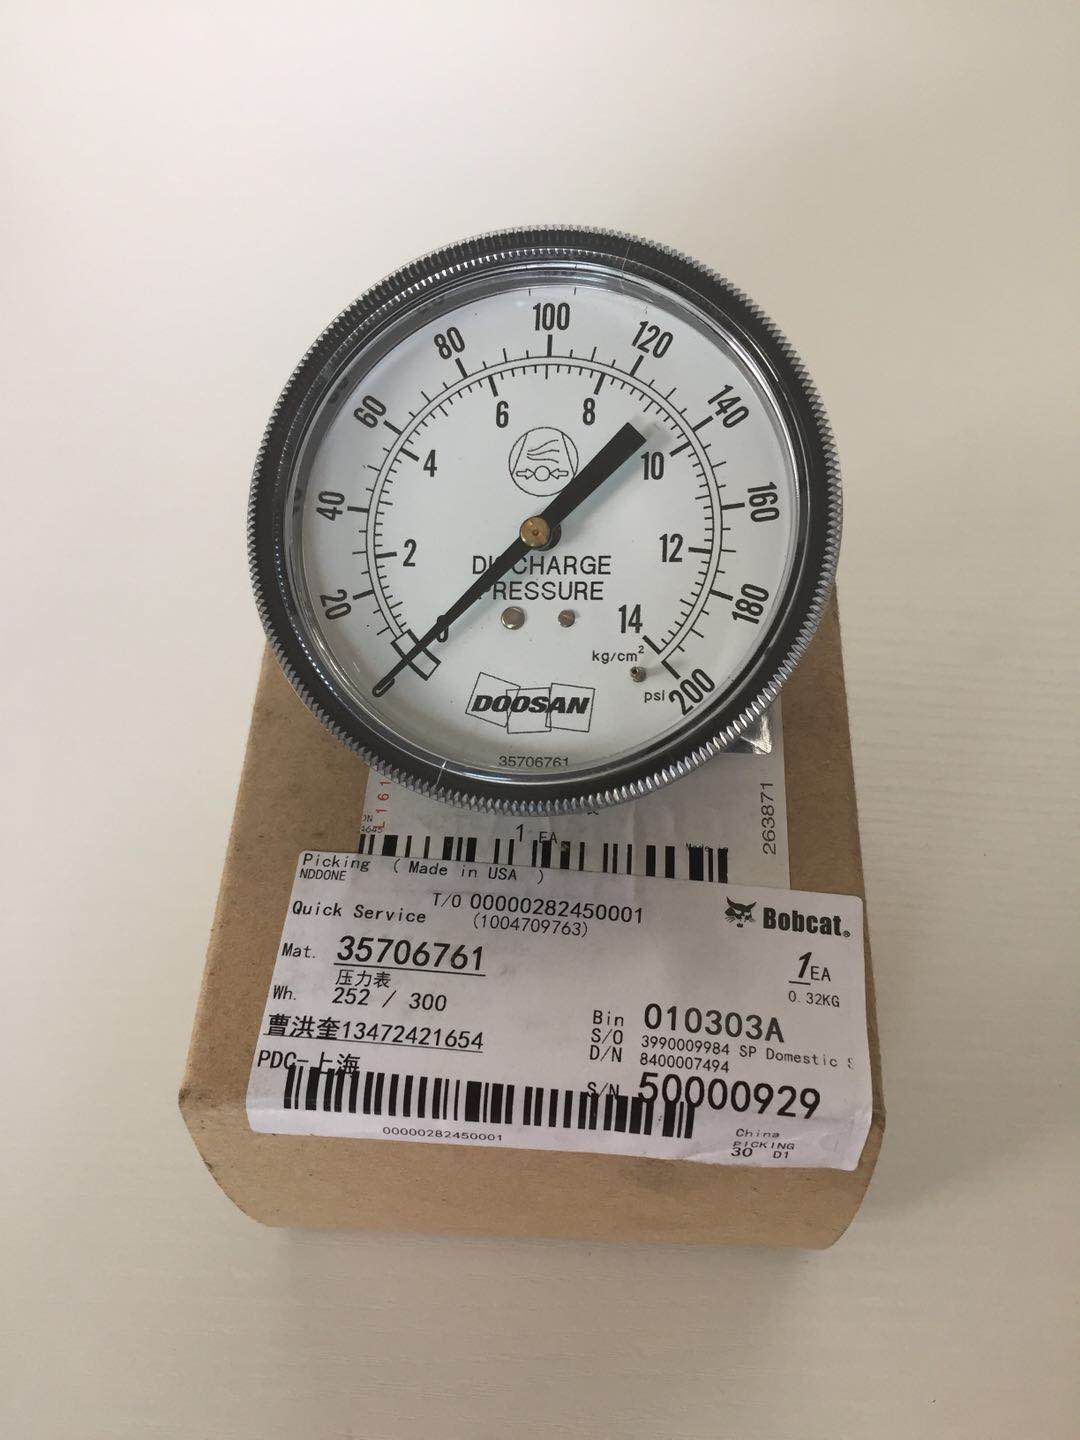 100
80
120
60
140
6
8
4
10
40
160
2
12
DISCHARGE
PRESSURE
20
180
0
14
kg/cm²
0
psi
200
DOOSAN
35706761
263871
L161
1 EA
Picking ( Made in USA )
NDDONE
T/O 00000282450001
Quick Service
(1004709763)
Bobcat®
Mat. 35706761
1 EA
压力表
0.32KG
Wh. 252 / 300
Bin 010303A
曹洪奎13472421654
S/O 3990009984 SP Domestic S
D/N 8400007494
PDC-上海
S/N 50000929
00000282450001
China
PICKING
30 D1